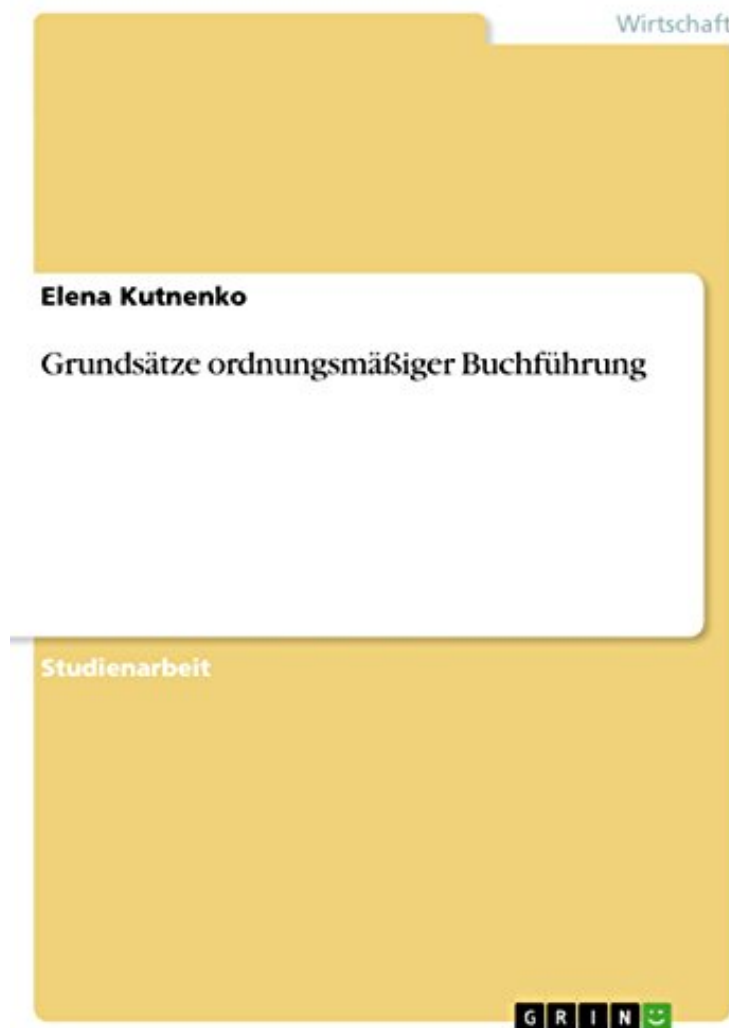 Wirtschaft
Elena Kutnenko
Grundsätze ordnungsmäßiger Buchführung
Studienarbeit
GRIN